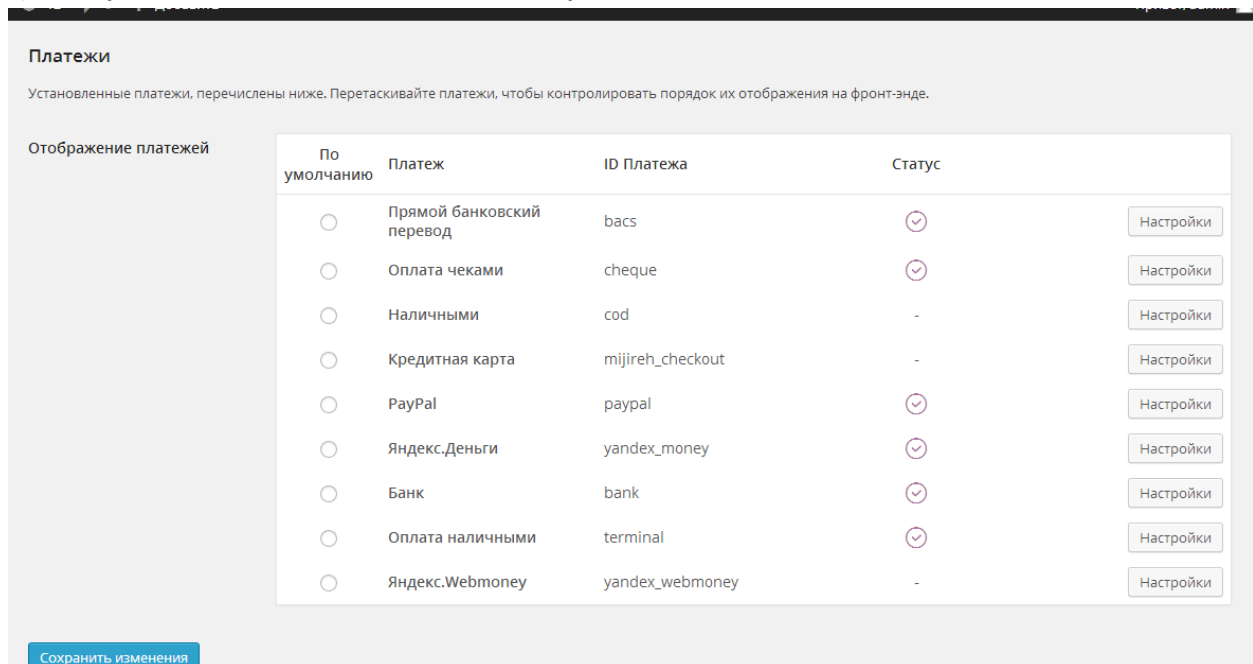 Платежи
Установленные платежи, перечислены ниже. Перетаскивайте платежи, чтобы контролировать порядок их отображения на фронт-энде.
Отображение платежей
По умолчанию Платеж ID Платежа Статус
Прямой банковский перевод bacs Настройки
Оплата чеками cheque Настройки
Наличными cod - Настройки
Кредитная карта mijireh_checkout - Настройки
PayPal paypal Настройки
Яндекс.Деньги yandex_money Настройки
Банк bank Настройки
Оплата наличными terminal Настройки
Яндекс.Webmoney yandex_webmoney - Настройки
Сохранить изменения